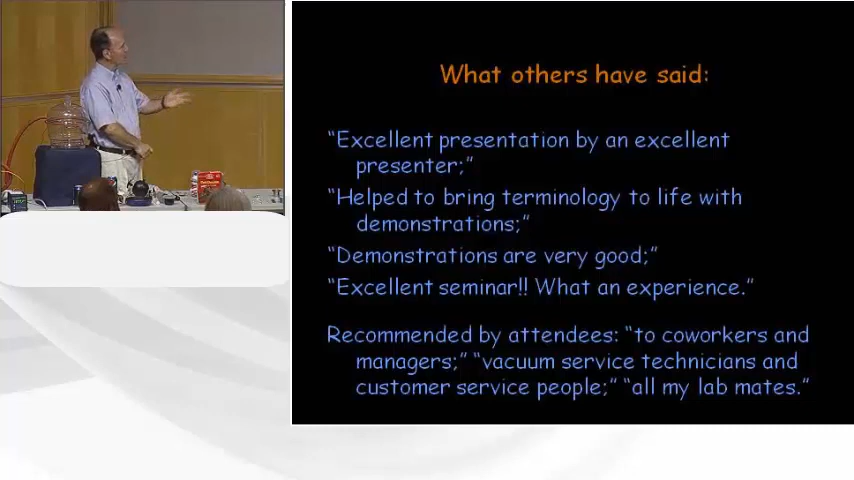 What others have said:
“Excellent presentation by an excellent
presenter;”
“Helped to bring terminology to life with
demonstrations;”
“Demonstrations are very good;”
“Excellent seminar!! What an experience.”
Recommended by attendees: “to coworkers and
managers;” “vacuum service technicians and
customer service people;” “all my lab mates.”